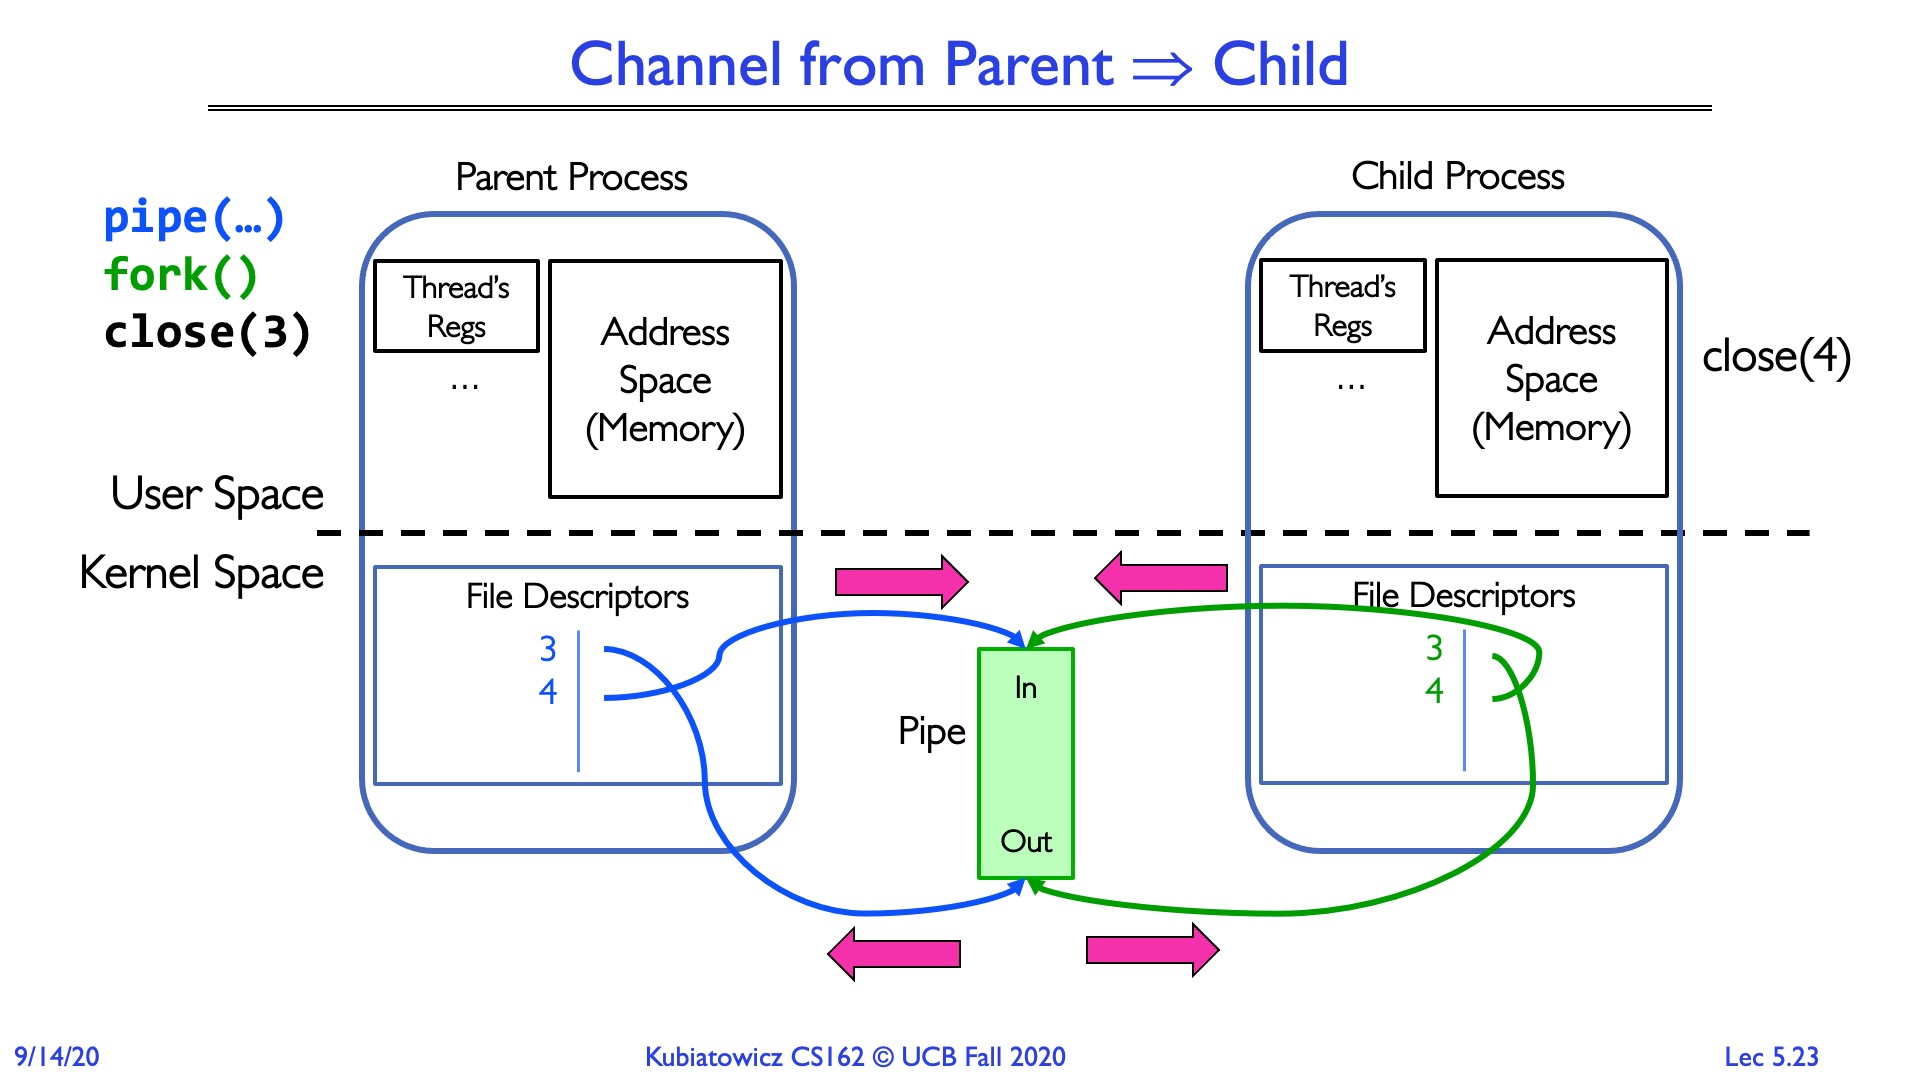 Channel from Parent ⇒ Child
Parent Process
Child Process
pipe(…)
fork()
close(3)
Thread's
Regs
...
Address
Space
(Memory)
Thread's
Regs
...
Address
Space
(Memory)
close(4)
User Space
Kernel Space
File Descriptors
3
4
File Descriptors
3
4
In
Pipe
Out
9/14/20
Kubiatowicz CS162 © UCB Fall 2020
Lec 5.23